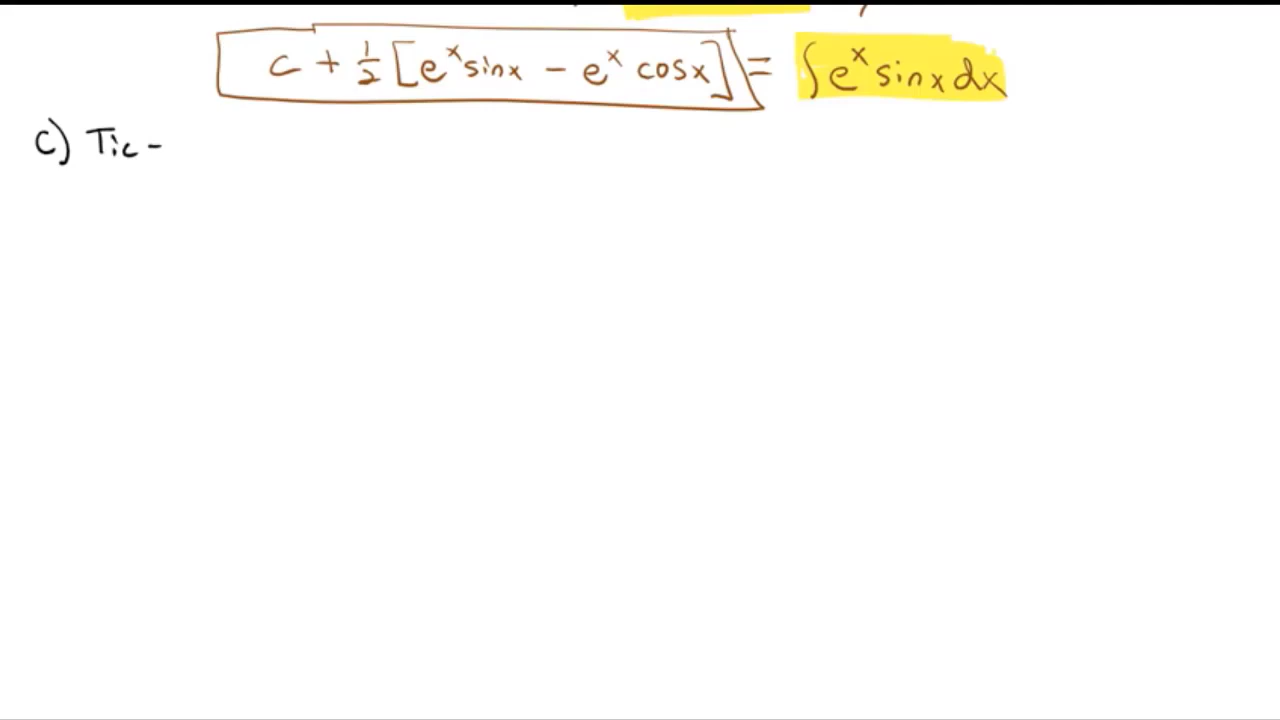 c + 1/2 [e^x sinx - e^x cosx] = ∫ e^x sinx dx
c) Tic -